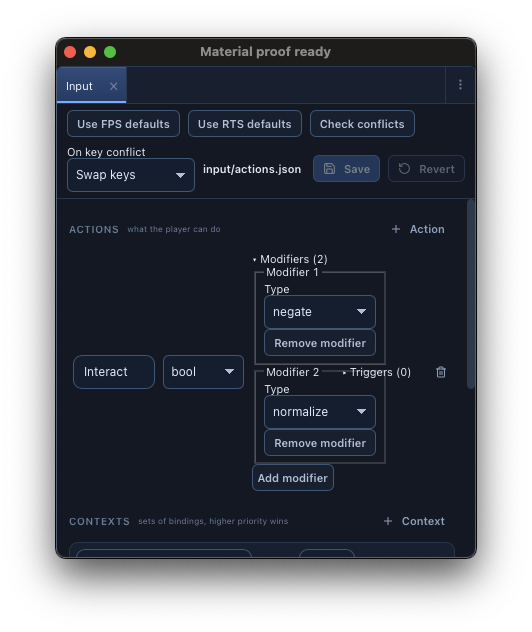 Material proof ready
Input
Use FPS defaults
Use RTS defaults
Check conflicts
On key conflict
Swap keys
input/actions.json
Save
Revert
ACTIONS what the player can do
+ Action
▾ Modifiers (2)
Modifier 1
Type
negate
Remove modifier
Interact
bool
Modifier 2
▸ Triggers (0)
Type
normalize
Remove modifier
Add modifier
CONTEXTS sets of bindings, higher priority wins
+ Context